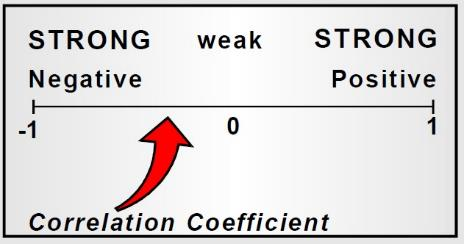 STRONG weak STRONG
Negative Positive
-1 0 1
Correlation Coefficient